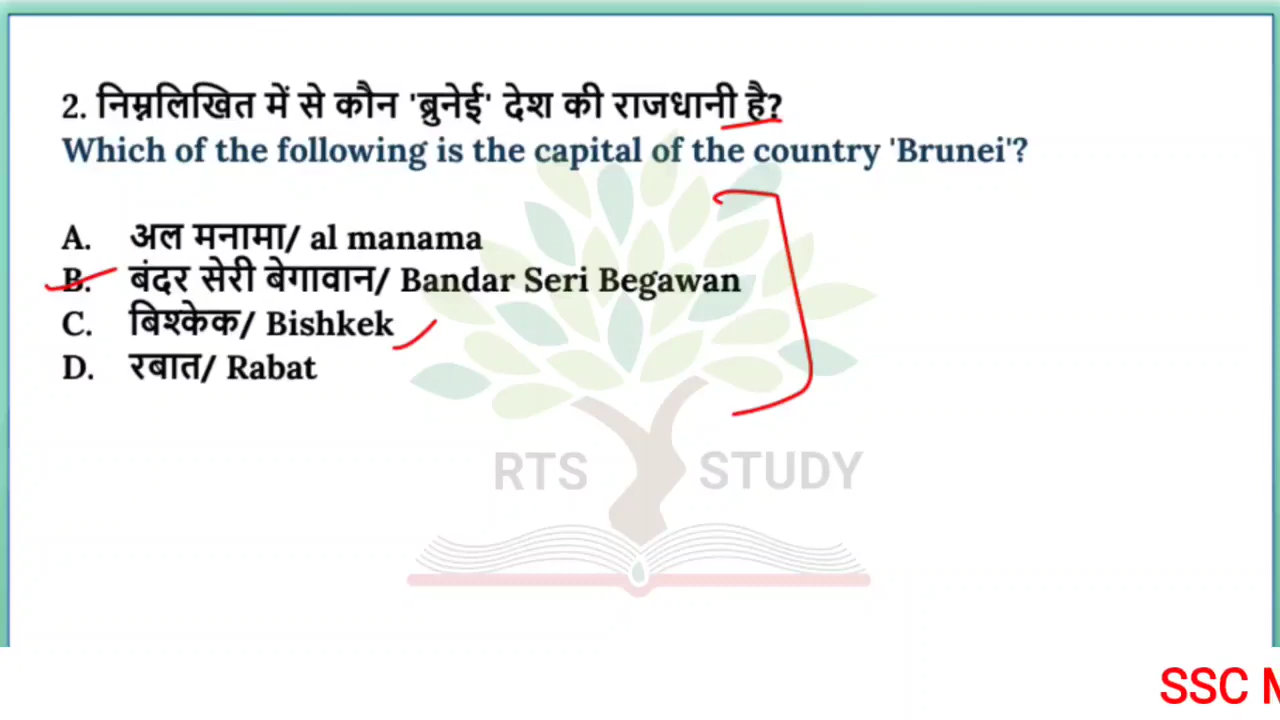 2. निम्नलिखित में से कौन 'ब्रुनेई' देश की राजधानी है?
Which of the following is the capital of the country 'Brunei'?
A. अल मनामा/ al manama
B. बंदर सेरी बेगावान/ Bandar Seri Begawan
C. बिश्केक/ Bishkek
D. रबात/ Rabat
RTS STUDY
SSC